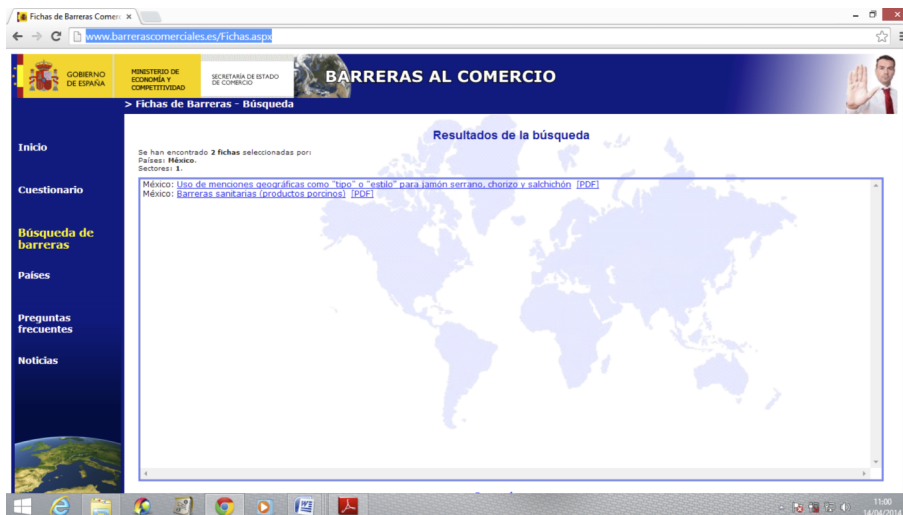 Fichas de Barreras Comerc
www.barrerascomerciales.es/Fichas.aspx
GOBIERNO
DE ESPAÑA
MINISTERIO DE
ECONOMÍA Y
COMPETITIVIDAD
SECRETARÍA DE ESTADO
DE COMERCIO
BARRERAS AL COMERCIO
> Fichas de Barreras - Búsqueda
Inicio
Cuestionario
Búsqueda de
barreras
Países
Preguntas
frecuentes
Noticias
Resultados de la búsqueda
Se han encontrado 2 fichas seleccionadas por:
Países: México.
Sectores: 1.
México: Uso de menciones geográficas como "tipo" o "estilo" para jamón serrano, chorizo y salchichón [PDF]
México: Barreras sanitarias (productos porcinos) [PDF]
11:00
14/04/2014